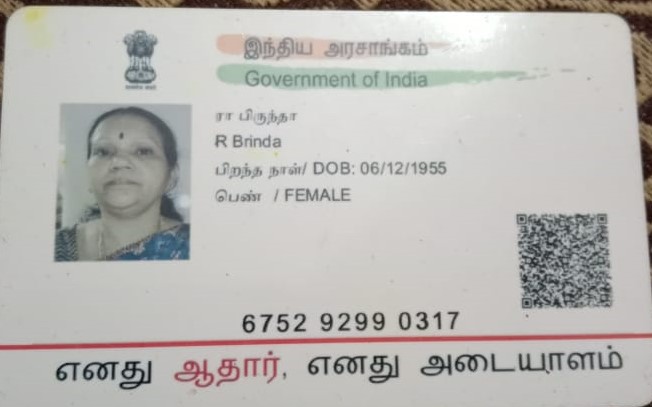 இந்திய அரசாங்கம்
Government of India
ரா பிருந்தா
R Brinda
பிறந்த நாள்/ DOB: 06/12/1955
பெண் / FEMALE
6752 9299 0317
எனது ஆதார், எனது அடையாளம்